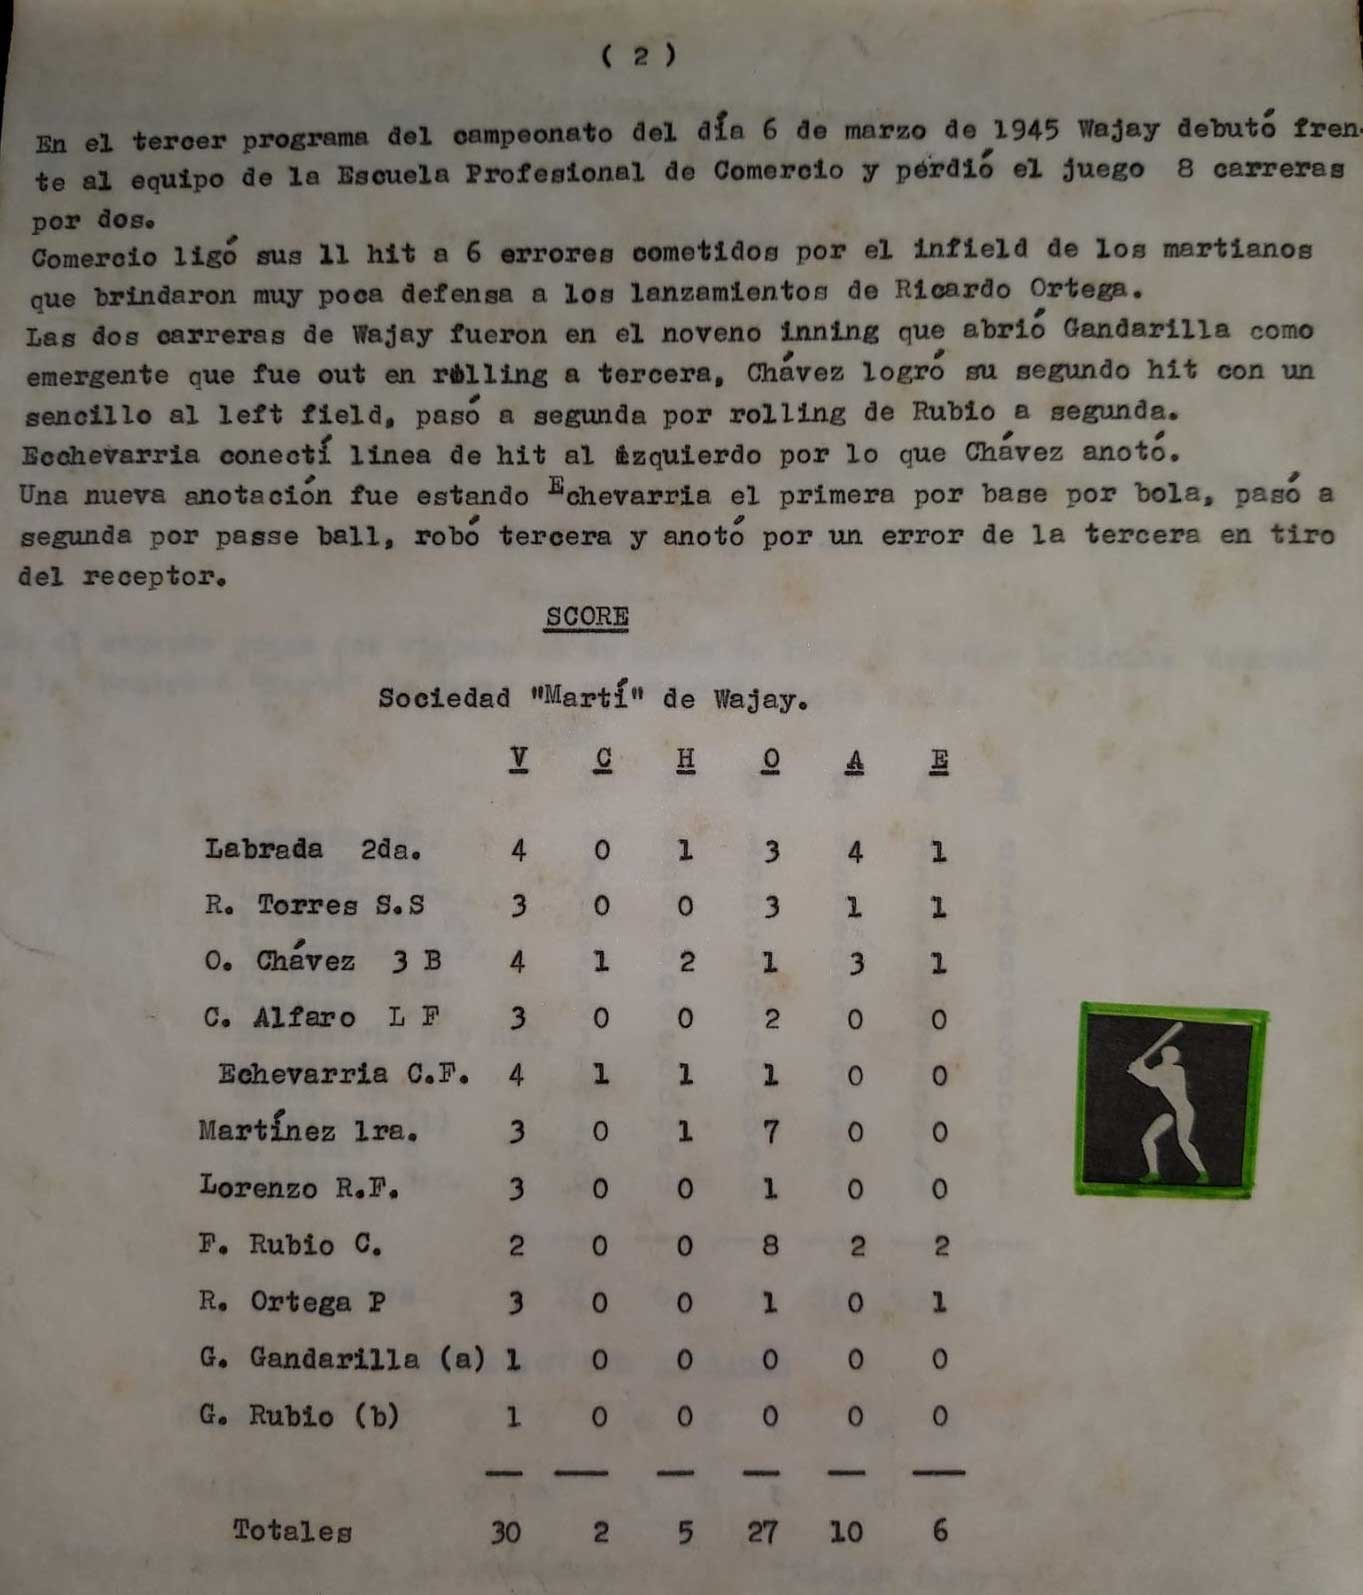 ( 2 )
En el tercer programa del campeonato del día 6 de marzo de 1945 Wajay debutó fren-
te al equipo de la Escuela Profesional de Comercio y pérdió el juego 8 carreras
por dos.
Comercio ligó sus 11 hit a 6 errores cometidos por el infield de los martianos
que brindaron muy poca defensa a los lanzamientos de Ricardo Ortega.
Las dos carreras de Wajay fueron en el noveno inning que abrió Gandarilla como
emergente que fue out en rolling a tercera, Chávez logró su segundo hit con un
sencillo al left field, pasó a segunda por rolling de Rubio a segunda.
Ecchevarria conectí linea de hit al izquierdo por lo que Chávez anotó.
Una nueva anotación fue estando Echevarria el primera por base por bola, pasó a
segunda por passe ball, robó tercera y anotó por un error de la tercera en tiro
del receptor.
SCORE
Sociedad "Martí" de Wajay.
V C H O A E
Labrada 2da. 4 0 1 3 4 1
R. Torres S.S 3 0 0 3 1 1
O. Chávez 3 B 4 1 2 1 3 1
C. Alfaro L F 3 0 0 2 0 0
Echevarria C.F. 4 1 1 1 0 0
Martínez 1ra. 3 0 1 7 0 0
Lorenzo R.F. 3 0 0 1 0 0
F. Rubio C. 2 0 0 8 2 2
R. Ortega P 3 0 0 1 0 1
G. Gandarilla (a) 1 0 0 0 0 0
G. Rubio (b) 1 0 0 0 0 0
Totales 30 2 5 27 10 6